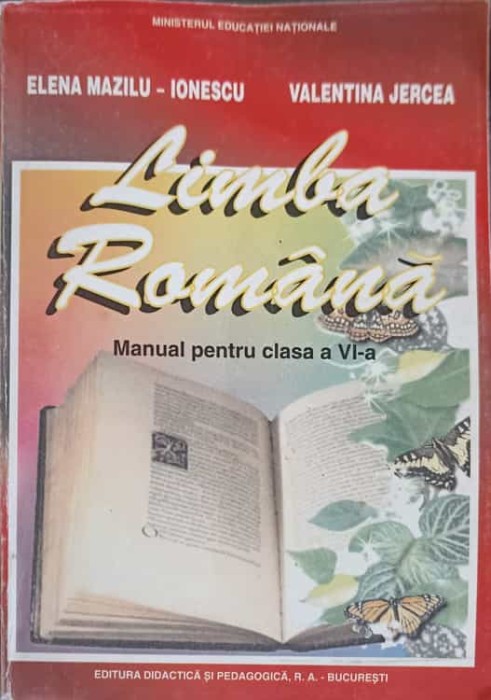 MINISTERUL EDUCAȚIEI NAȚIONALE
ELENA MAZILU - IONESCU VALENTINA JERCEA
Limba
Română
Manual pentru clasa a VI-a
EDITURA DIDACTICĂ ȘI PEDAGOGICĂ, R. A. - BUCUREȘTI